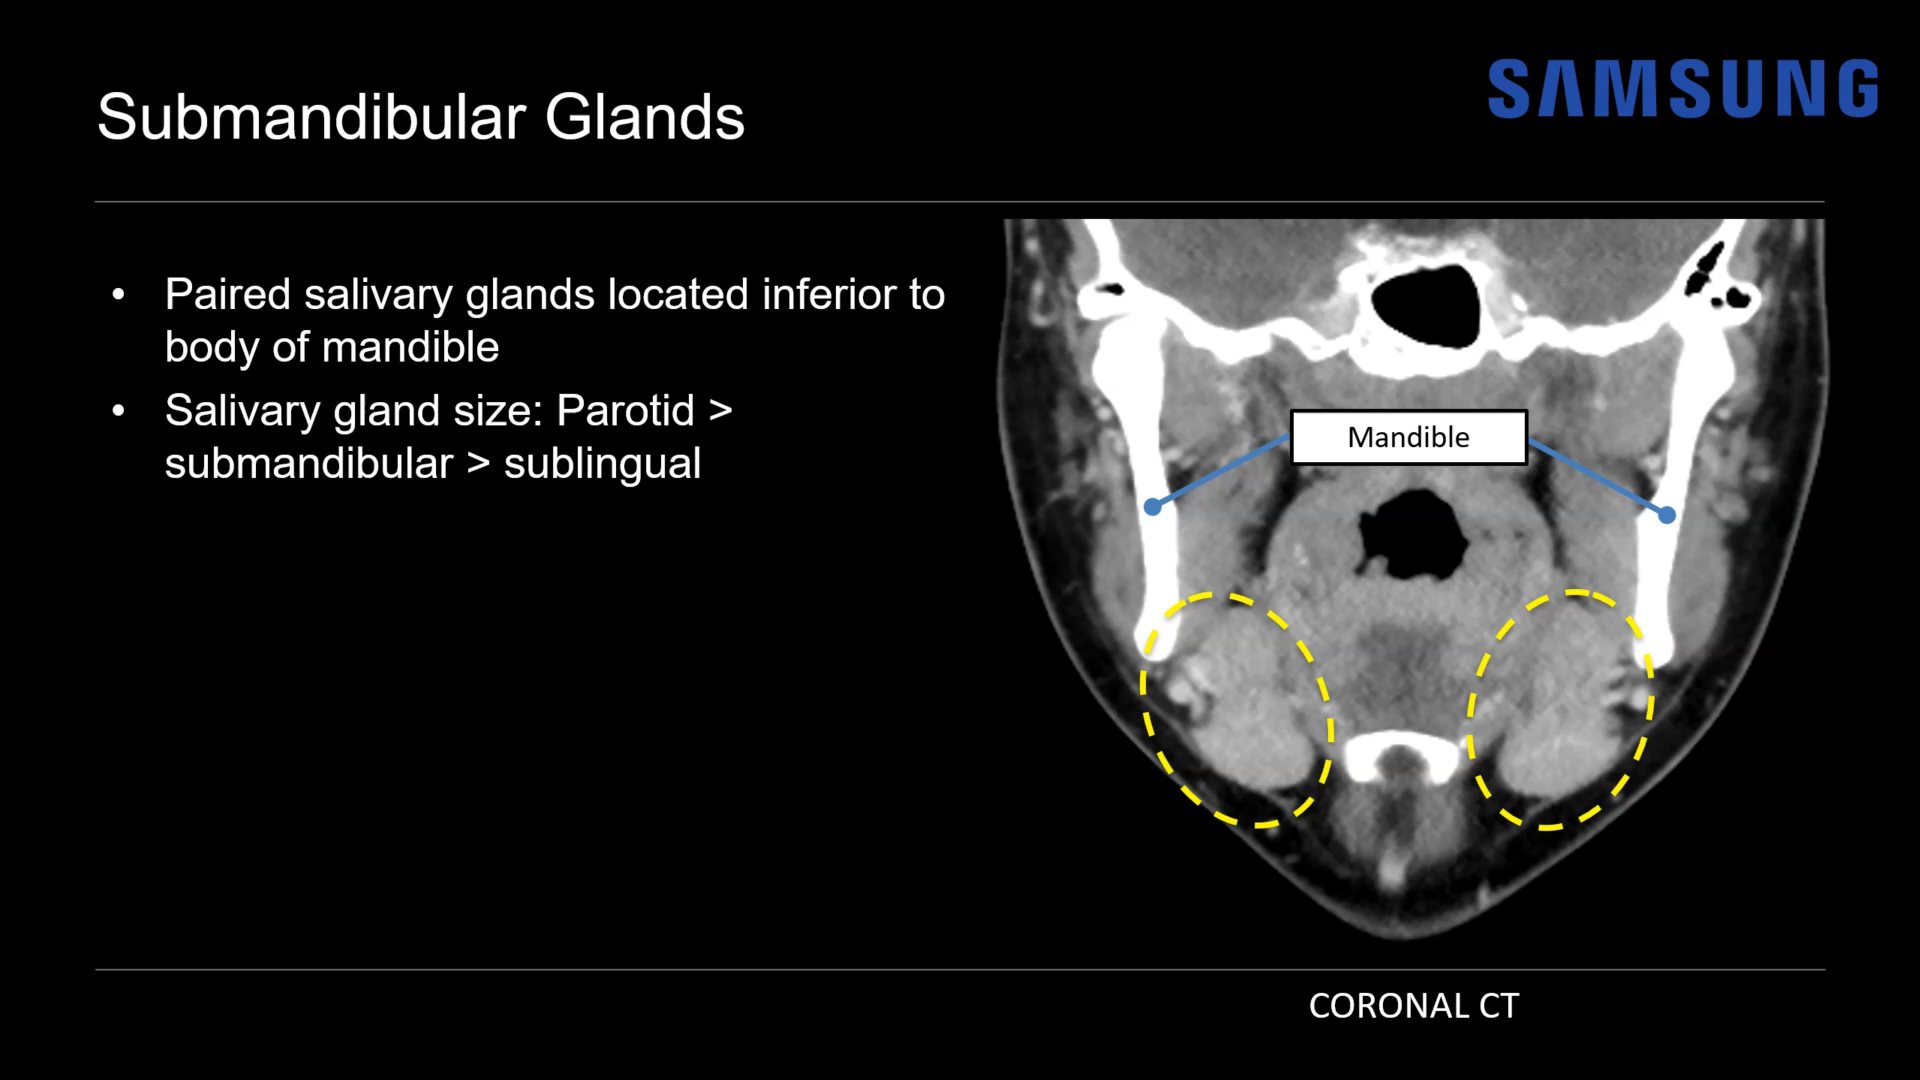 Submandibular Glands
SAMSUNG
• Paired salivary glands located inferior to
body of mandible
• Salivary gland size: Parotid >
submandibular > sublingual
Mandible
CORONAL CT